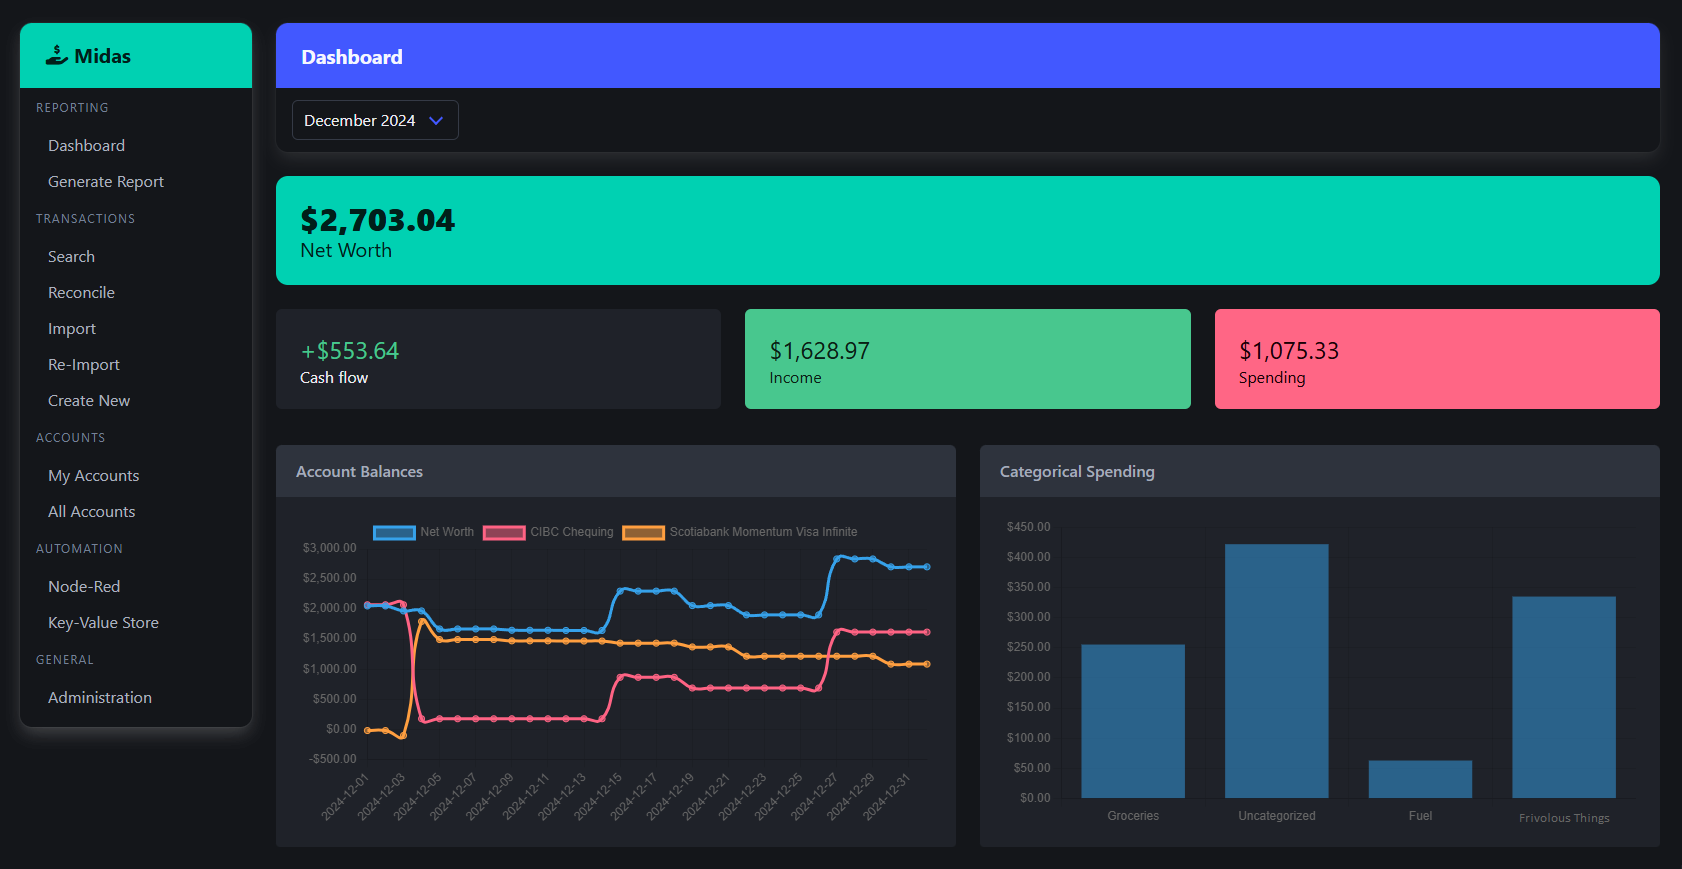 Midas
REPORTING
Dashboard
Generate Report
TRANSACTIONS
Search
Reconcile
Import
Re-Import
Create New
ACCOUNTS
My Accounts
All Accounts
AUTOMATION
Node-Red
Key-Value Store
GENERAL
Administration
Dashboard
December 2024
$2,703.04
Net Worth
+$553.64
Cash flow
$1,628.97
Income
$1,075.33
Spending
Account Balances
Net Worth CIBC Chequing Scotiabank Momentum Visa Infinite
$3,000.00
$2,500.00
$2,000.00
$1,500.00
$1,000.00
$500.00
$0.00
-$500.00
2024-12-01 2024-12-03 2024-12-05 2024-12-07 2024-12-09 2024-12-11 2024-12-13 2024-12-15 2024-12-17 2024-12-19 2024-12-21 2024-12-23 2024-12-25 2024-12-27 2024-12-29 2024-12-31
Categorical Spending
$450.00
$400.00
$350.00
$300.00
$250.00
$200.00
$150.00
$100.00
$50.00
$0.00
Groceries Uncategorized Fuel Frivolous Things